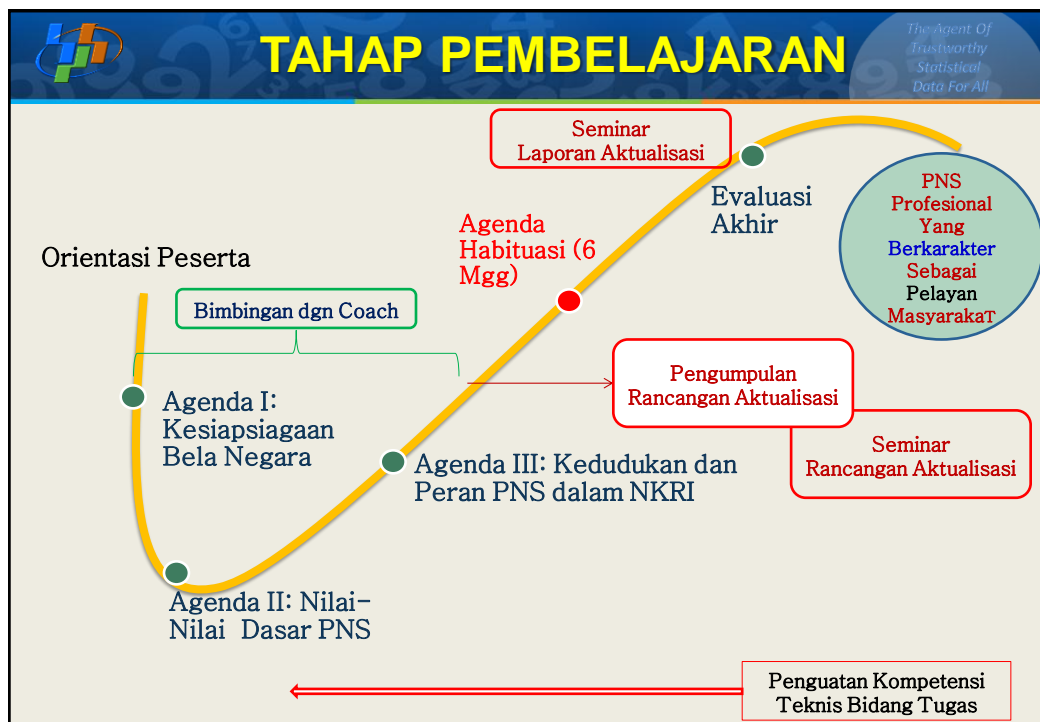 TAHAP PEMBELAJARAN
The Agent Of
Trustworthy
Statistical
Data For All
Seminar
Laporan Aktualisasi
Evaluasi
Akhir
PNS
Profesional
Yang
Berkarakter
Sebagai
Pelayan
MasyarakaT
Agenda
Habituasi (6
Mgg)
Orientasi Peserta
Bimbingan dgn Coach
Pengumpulan
Rancangan Aktualisasi
Agenda I:
Kesiapsiagaan
Bela Negara
Seminar
Rancangan Aktualisasi
Agenda III: Kedudukan dan
Peran PNS dalam NKRI
Agenda II: Nilai-
Nilai  Dasar PNS
Penguatan Kompetensi
Teknis Bidang Tugas